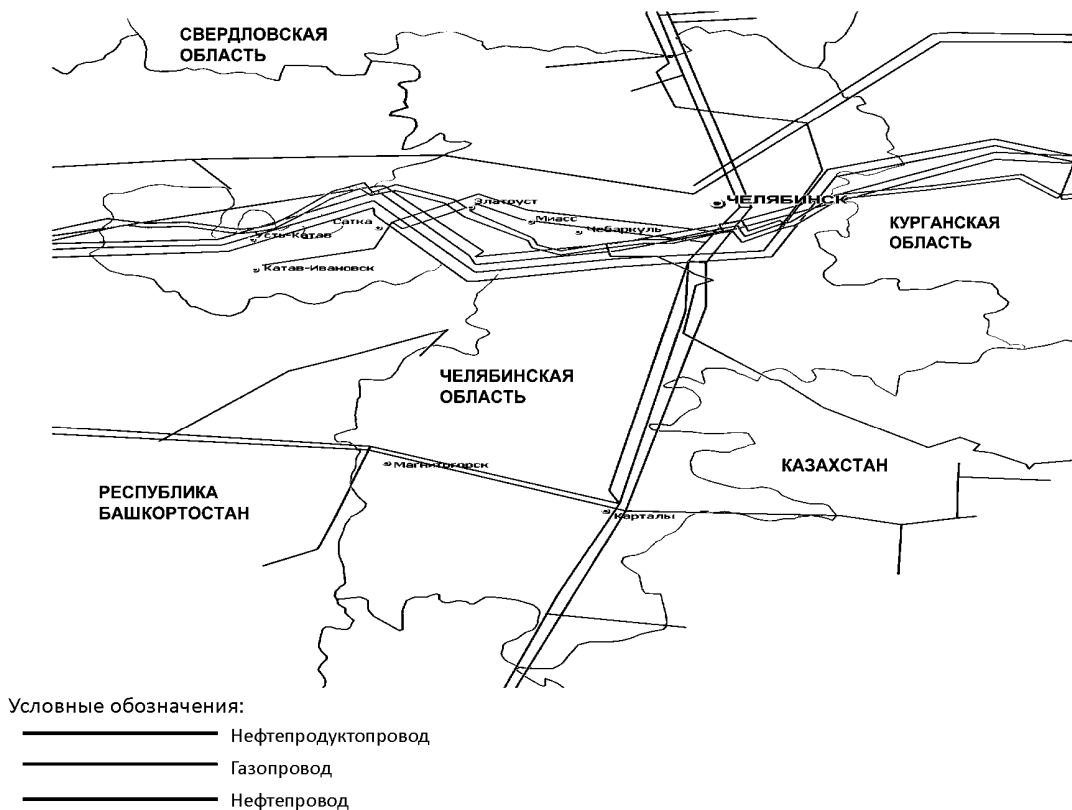 СВЕРДЛОВСКАЯ
ОБЛАСТЬ
Златоуст
ЧЕЛЯБИНСК
Миасс
Сатка
Чебаркуль
Усть-Катав
КУРГАНСКАЯ
ОБЛАСТЬ
Катав-Ивановск
ЧЕЛЯБИНСКАЯ
ОБЛАСТЬ
Магнитогорск
КАЗАХСТАН
РЕСПУБЛИКА
БАШКОРТОСТАН
Карталы
Условные обозначения:
Нефтепродуктопровод
Газопровод
Нефтепровод